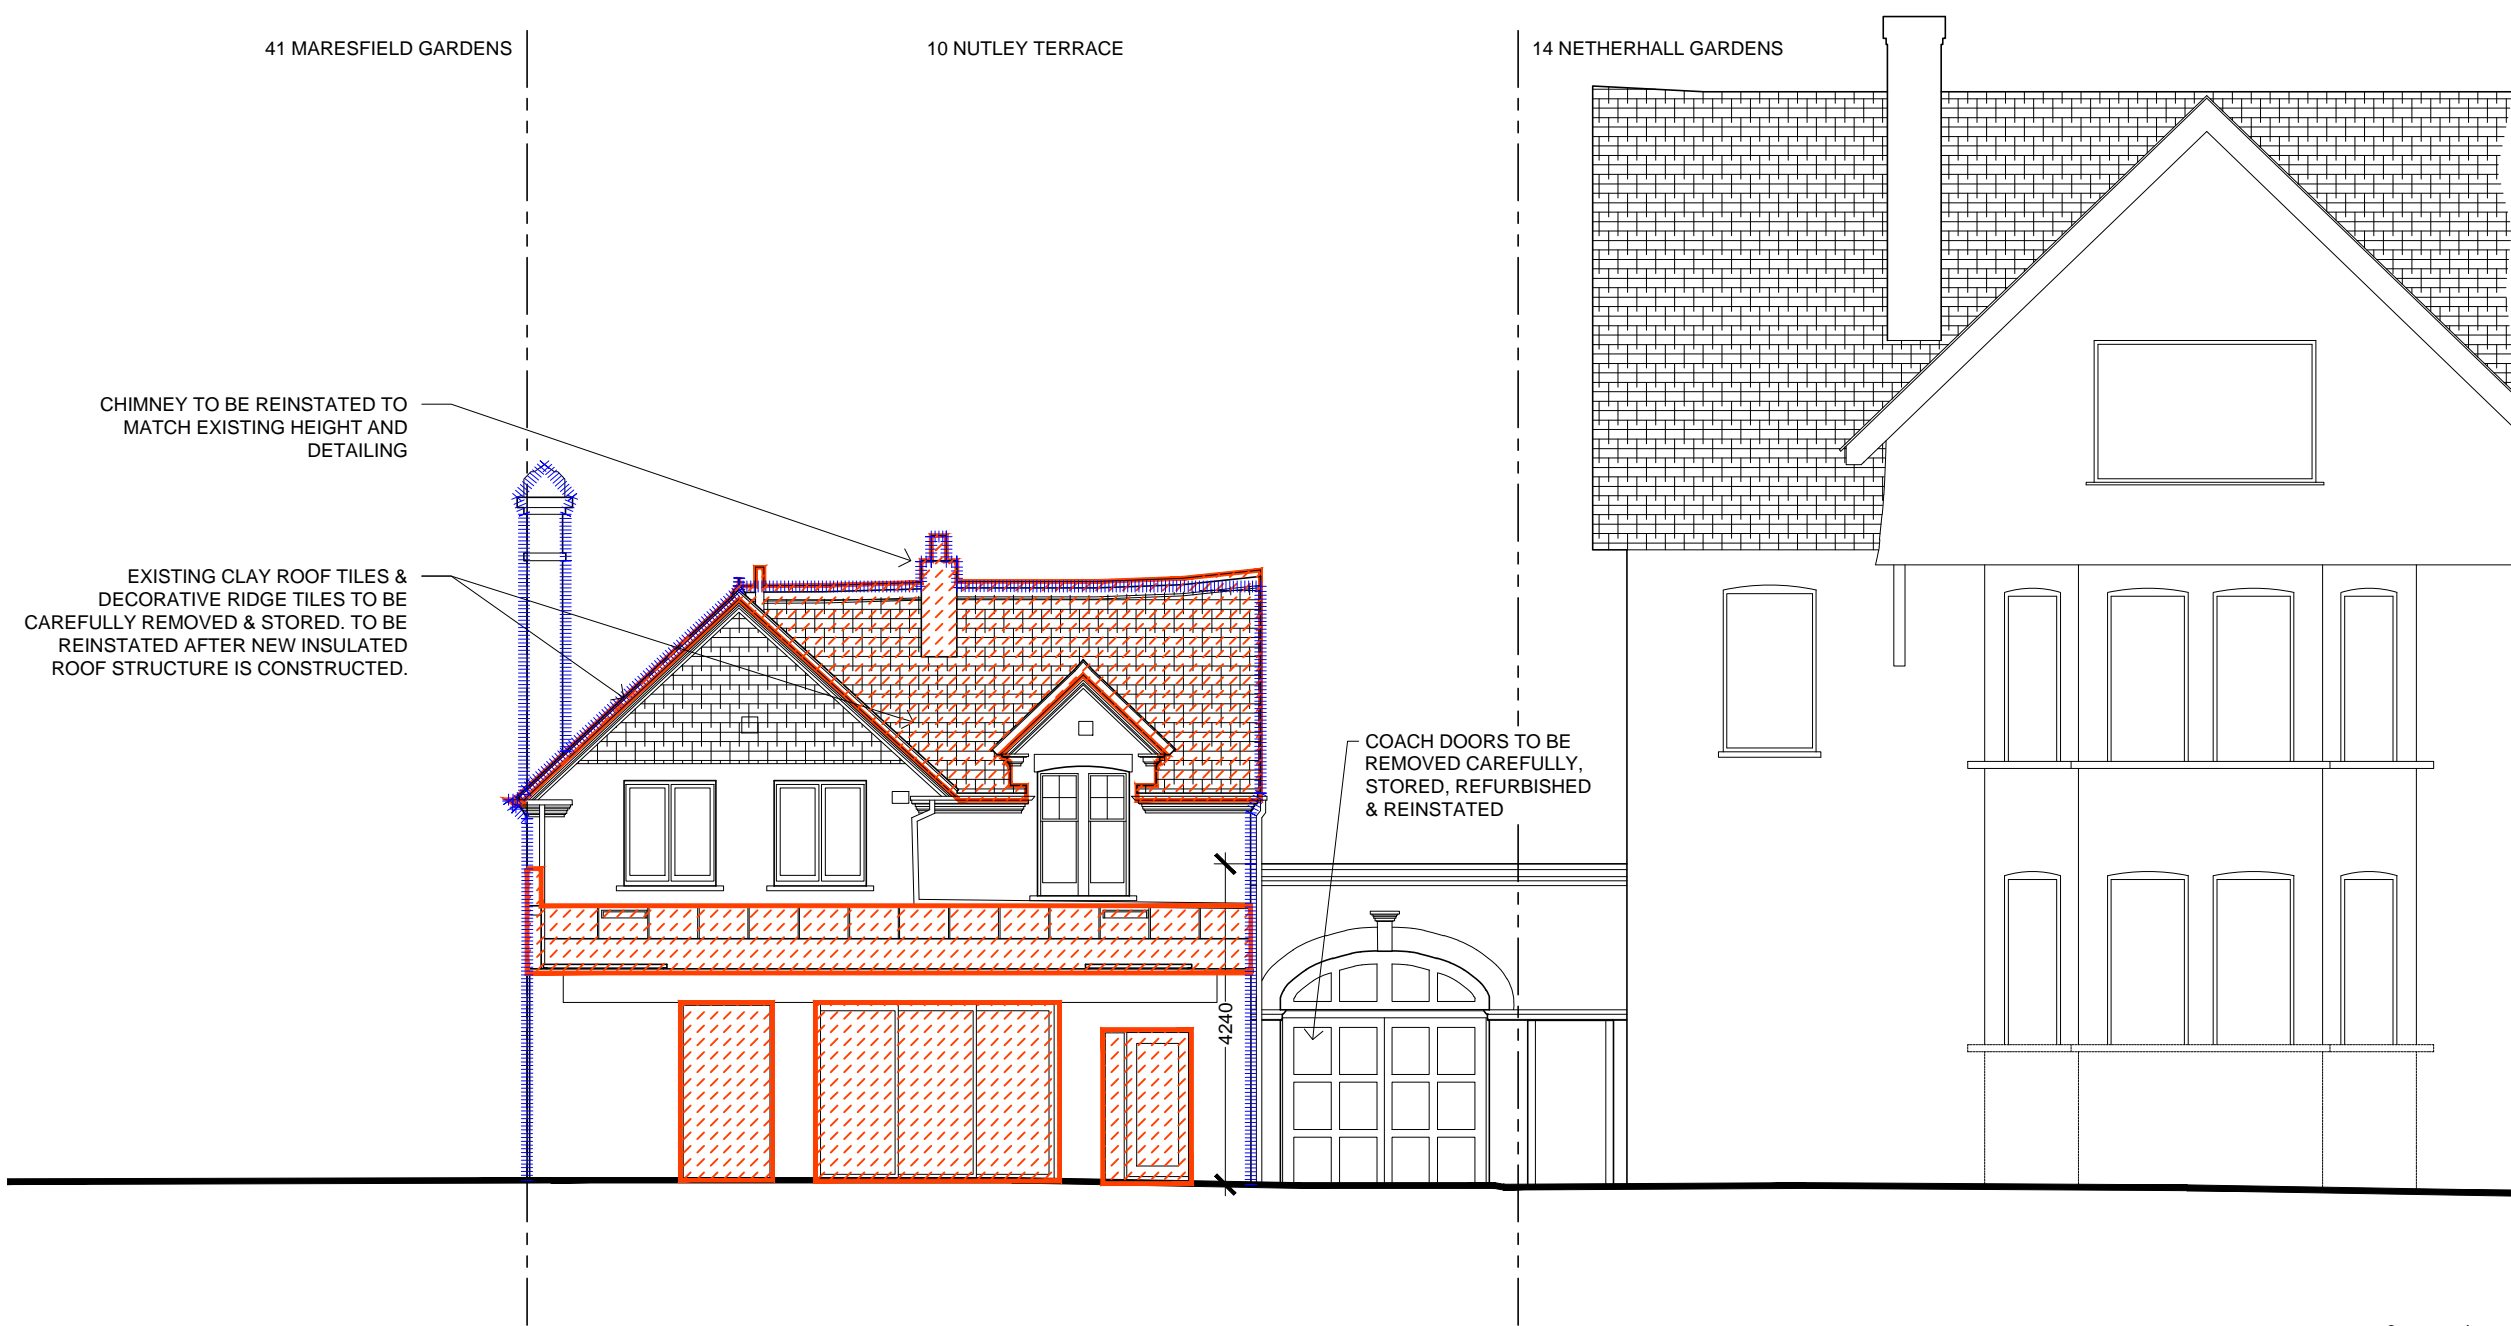 41 MARESFIELD GARDENS
10 NUTLEY TERRACE
14 NETHERHALL GARDENS
CHIMNEY TO BE REINSTATED TO
MATCH EXISTING HEIGHT AND
DETAILING
EXISTING CLAY ROOF TILES &
DECORATIVE RIDGE TILES TO BE
CAREFULLY REMOVED & STORED. TO BE
REINSTATED AFTER NEW INSULATED
ROOF STRUCTURE IS CONSTRUCTED.
COACH DOORS TO BE
REMOVED CAREFULLY,
STORED, REFURBISHED
& REINSTATED
4240